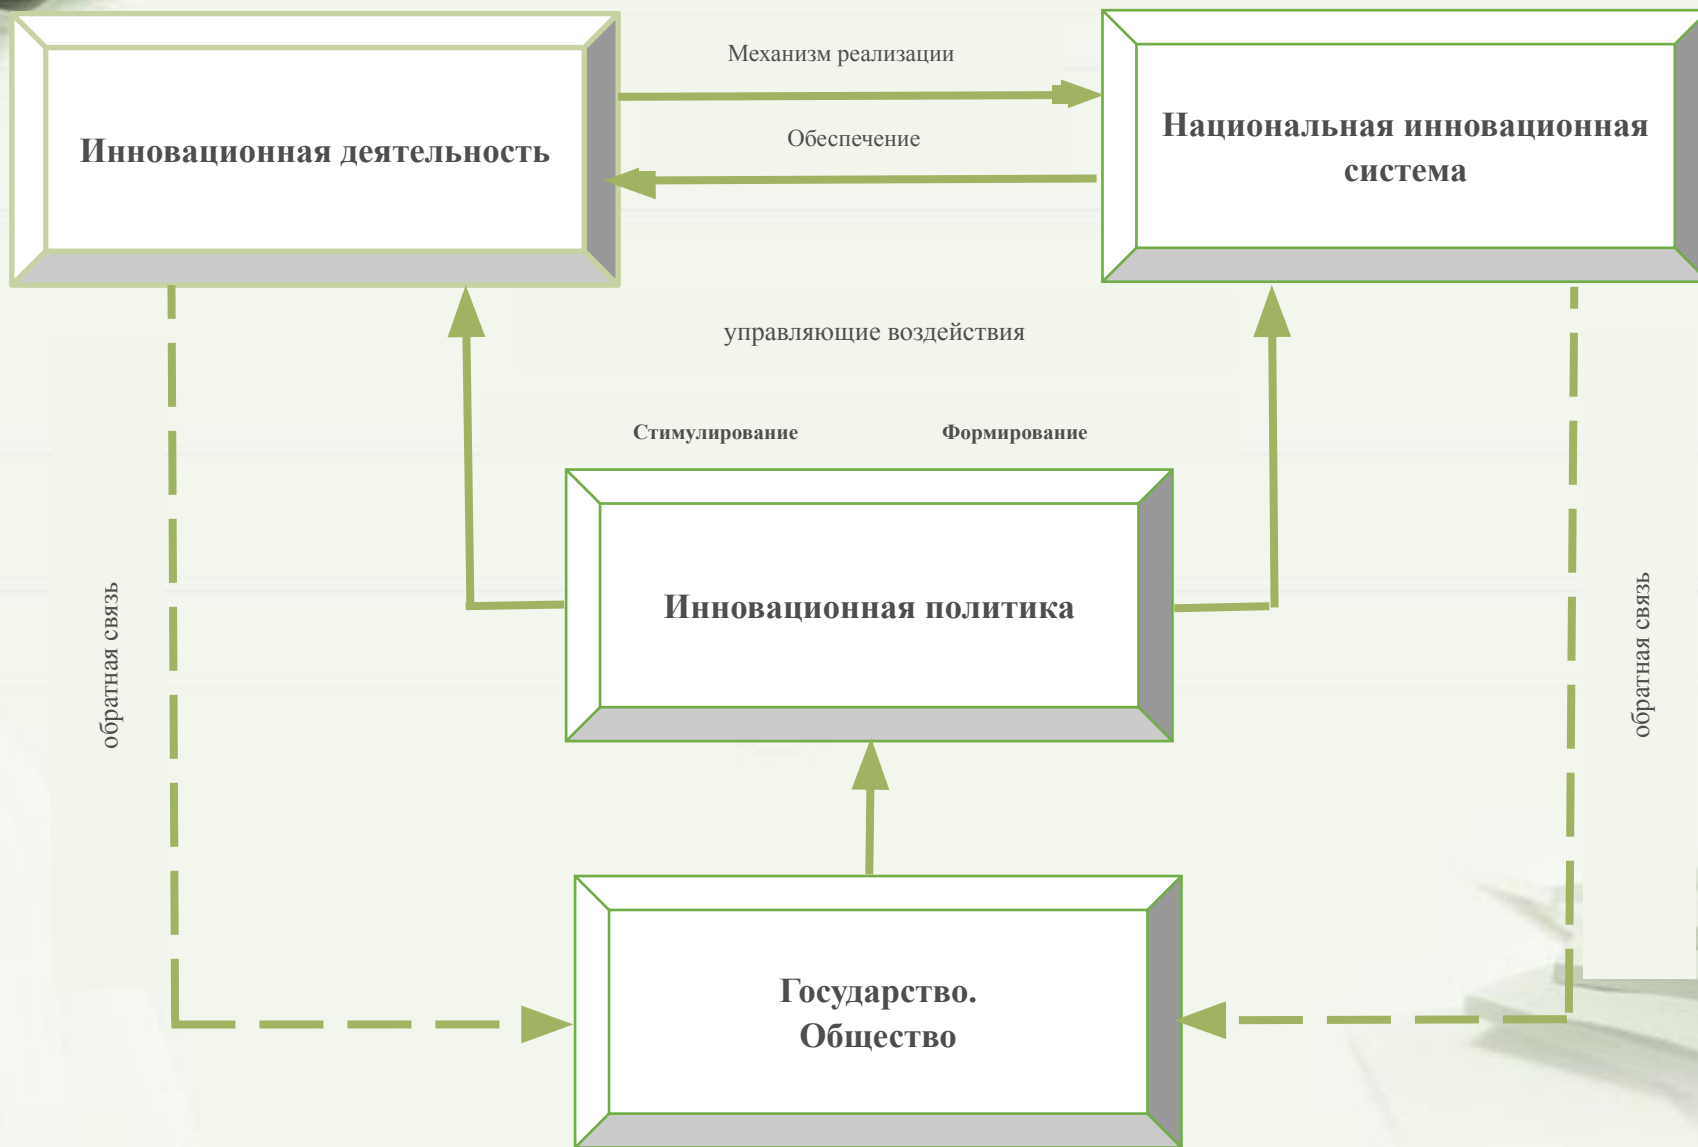 Механизм реализации
Инновационная деятельность
Обеспечение
Национальная инновационная
система
управляющие воздействия
Стимулирование
Формирование
Инновационная политика
обратная связь
обратная связь
Государство.
Общество